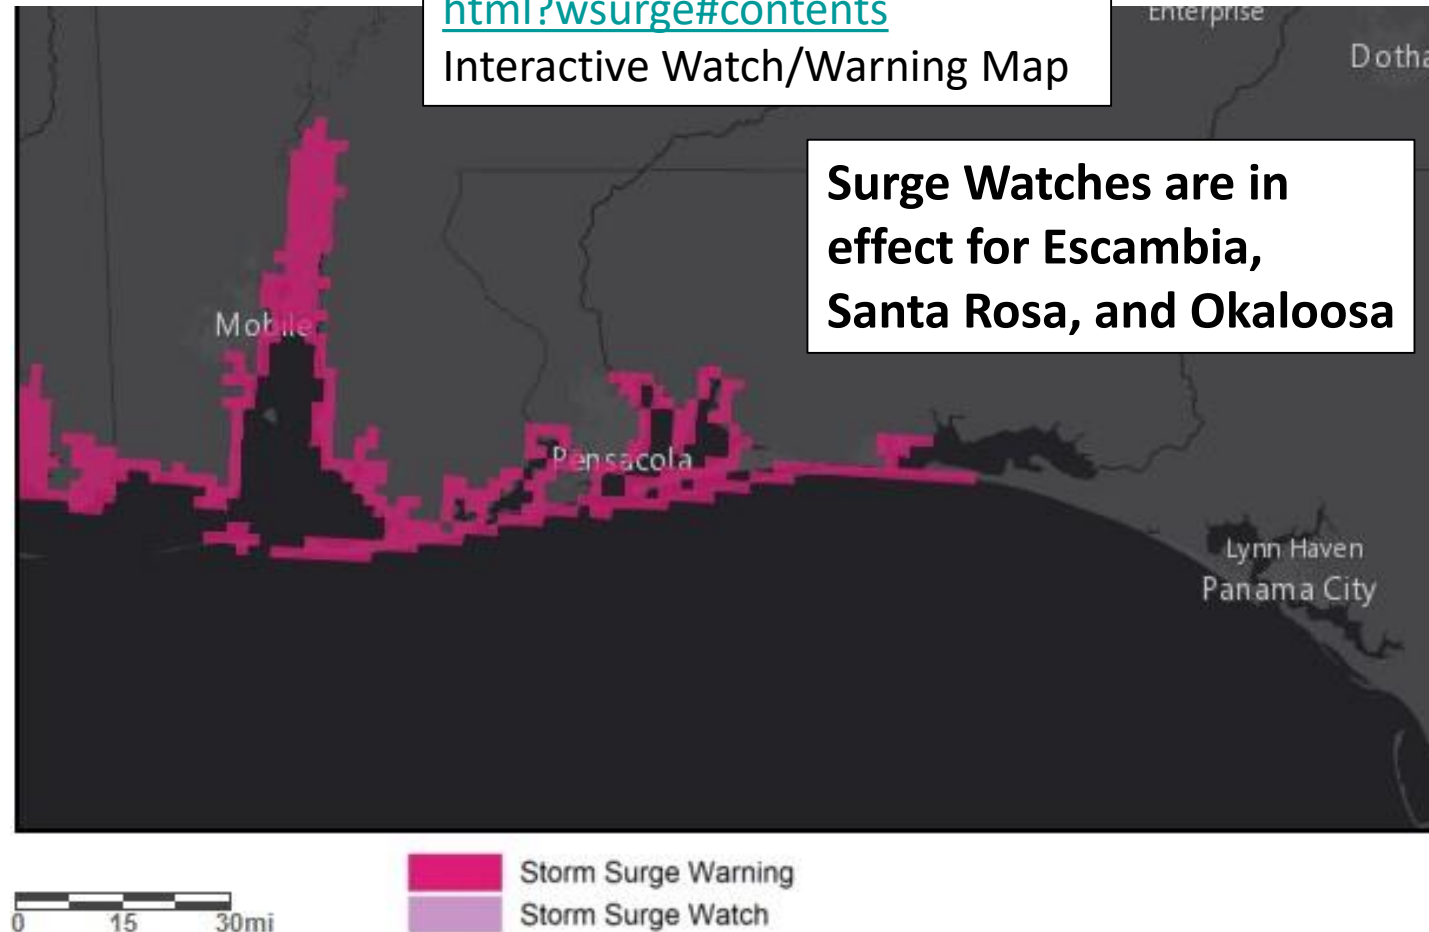 html?wsurge#contents
Interactive Watch/Warning Map
Enterprise
Dotha
Surge Watches are in
effect for Escambia,
Santa Rosa, and Okaloosa
Mobile
Pensacola
Lynn Haven
Panama City
Storm Surge Warning
Storm Surge Watch
0 15 30mi